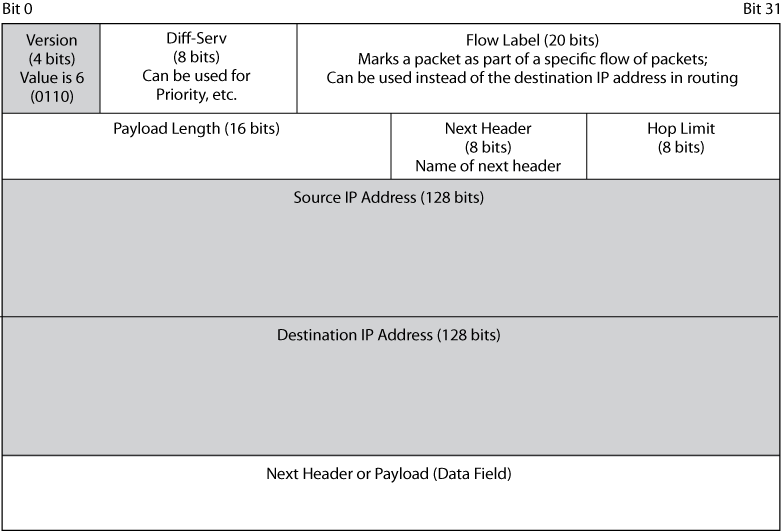 Bit 0
Bit 31
Version
(4 bits)
Value is 6
(0110)
Diff-Serv
(8 bits)
Can be used for
Priority, etc.
Flow Label (20 bits)
Marks a packet as part of a specific flow of packets;
Can be used instead of the destination IP address in routing
Payload Length (16 bits)
Next Header
(8 bits)
Name of next header
Hop Limit
(8 bits)
Source IP Address (128 bits)
Destination IP Address (128 bits)
Next Header or Payload (Data Field)